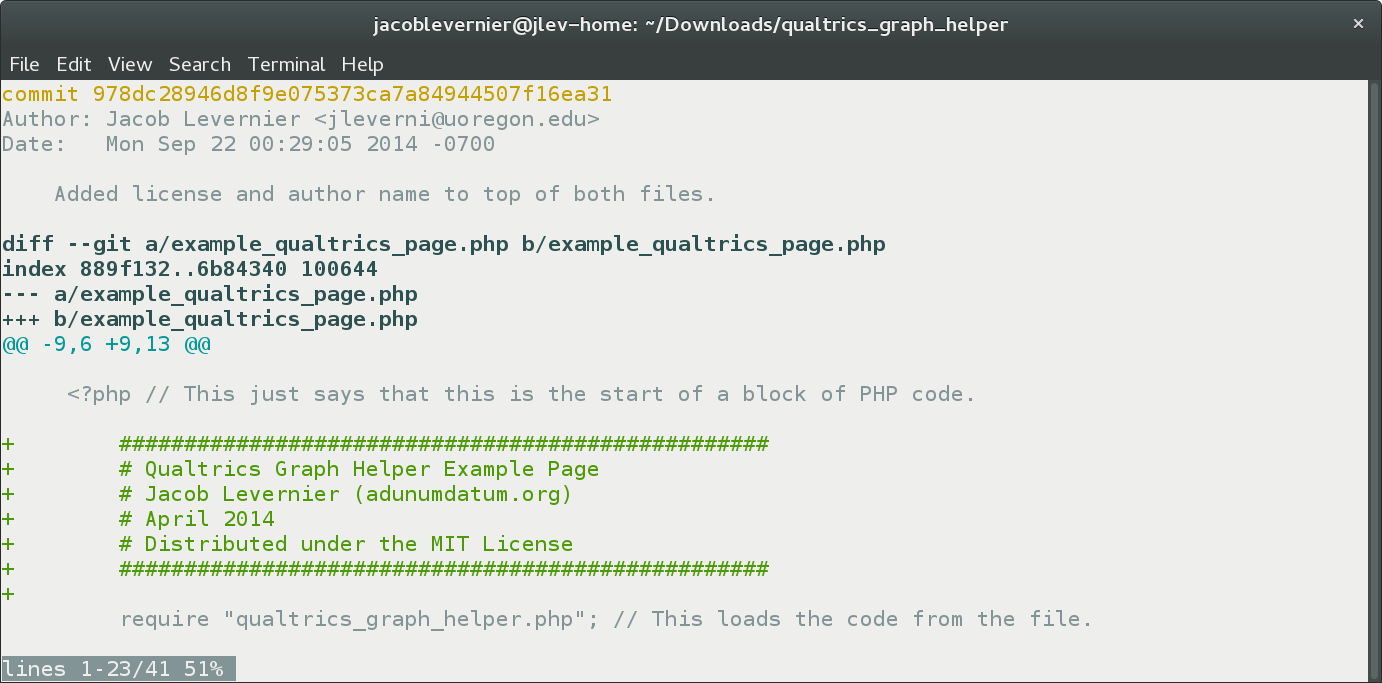 jacoblevernier@jlev-home: ~/Downloads/qualtrics_graph_helper ×
File Edit View Search Terminal Help
commit 978dc28946d8f9e075373ca7a84944507f16ea31
Author: Jacob Levernier <jleverni@uoregon.edu>
Date:   Mon Sep 22 00:29:05 2014 -0700
    Added license and author name to top of both files.
diff --git a/example_qualtrics_page.php b/example_qualtrics_page.php
index 889f132..6b84340 100644
--- a/example_qualtrics_page.php
+++ b/example_qualtrics_page.php
@@ -9,6 +9,13 @@
     <?php // This just says that this is the start of a block of PHP code.
+        ##################################################
+        # Qualtrics Graph Helper Example Page
+        # Jacob Levernier (adunumdatum.org)
+        # April 2014
+        # Distributed under the MIT License
+        ##################################################
+
         require "qualtrics_graph_helper.php"; // This loads the code from the file.
lines 1-23/41 51%